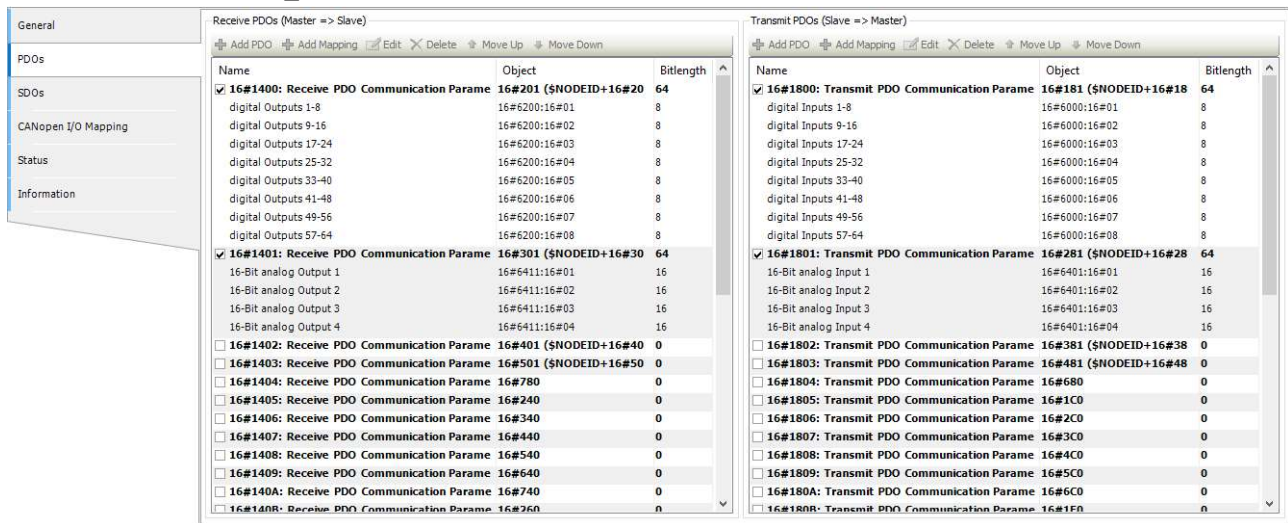 General
PDOs
SDOs
CANopen I/O Mapping
Status
Information
Receive PDOs (Master => Slave)
Add PDO Add Mapping Edit Delete Move Up Move Down
Name Object Bitlength
16#1400: Receive PDO Communication Parame 16#201 ($NODEID+16#20 64
digital Outputs 1-8 16#6200:16#01 8
digital Outputs 9-16 16#6200:16#02 8
digital Outputs 17-24 16#6200:16#03 8
digital Outputs 25-32 16#6200:16#04 8
digital Outputs 33-40 16#6200:16#05 8
digital Outputs 41-48 16#6200:16#06 8
digital Outputs 49-56 16#6200:16#07 8
digital Outputs 57-64 16#6200:16#08 8
16#1401: Receive PDO Communication Parame 16#301 ($NODEID+16#30 64
16-Bit analog Output 1 16#6411:16#01 16
16-Bit analog Output 2 16#6411:16#02 16
16-Bit analog Output 3 16#6411:16#03 16
16-Bit analog Output 4 16#6411:16#04 16
16#1402: Receive PDO Communication Parame 16#401 ($NODEID+16#40 0
16#1403: Receive PDO Communication Parame 16#501 ($NODEID+16#50 0
16#1404: Receive PDO Communication Parame 16#780 0
16#1405: Receive PDO Communication Parame 16#240 0
16#1406: Receive PDO Communication Parame 16#340 0
16#1407: Receive PDO Communication Parame 16#440 0
16#1408: Receive PDO Communication Parame 16#540 0
16#1409: Receive PDO Communication Parame 16#640 0
16#140A: Receive PDO Communication Parame 16#740 0
16#140B: Receive PDO Communication Parame 16#260 0
Transmit PDOs (Slave => Master)
Add PDO Add Mapping Edit Delete Move Up Move Down
Name Object Bitlength
16#1800: Transmit PDO Communication Parame 16#181 ($NODEID+16#18 64
digital Inputs 1-8 16#6000:16#01 8
digital Inputs 9-16 16#6000:16#02 8
digital Inputs 17-24 16#6000:16#03 8
digital Inputs 25-32 16#6000:16#04 8
digital Inputs 33-40 16#6000:16#05 8
digital Inputs 41-48 16#6000:16#06 8
digital Inputs 49-56 16#6000:16#07 8
digital Inputs 57-64 16#6000:16#08 8
16#1801: Transmit PDO Communication Parame 16#281 ($NODEID+16#28 64
16-Bit analog Input 1 16#6401:16#01 16
16-Bit analog Input 2 16#6401:16#02 16
16-Bit analog Input 3 16#6401:16#03 16
16-Bit analog Input 4 16#6401:16#04 16
16#1802: Transmit PDO Communication Parame 16#381 ($NODEID+16#38 0
16#1803: Transmit PDO Communication Parame 16#481 ($NODEID+16#48 0
16#1804: Transmit PDO Communication Parame 16#680 0
16#1805: Transmit PDO Communication Parame 16#1C0 0
16#1806: Transmit PDO Communication Parame 16#2C0 0
16#1807: Transmit PDO Communication Parame 16#3C0 0
16#1808: Transmit PDO Communication Parame 16#4C0 0
16#1809: Transmit PDO Communication Parame 16#5C0 0
16#180A: Transmit PDO Communication Parame 16#6C0 0
16#180B: Transmit PDO Communication Parame 16#1E0 0